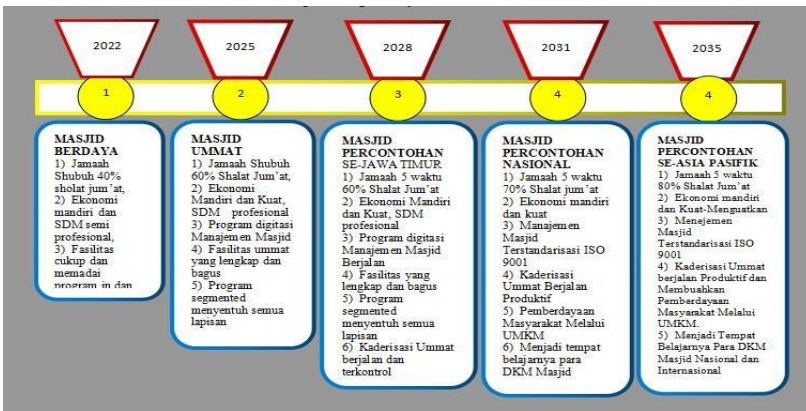 2022
2025
2028
2031
2035
1
2
3
4
4
MASJID
BERDAYA
1) Jamaah
Shubuh 40%
sholat jum’at,
2) Ekonomi
mandiri dan
SDM semi
profesional,
3) Fasilitas
cukup dan
memadai
program in dan
MASJID
UMMAT
1) Jamaah Shubuh
60% Shalat Jum’at,
2) Ekonomi
Mandiri dan Kuat,
SDM profesional
3) Program digitasi
Manajemen Masjid
4) Fasilitas ummat
yang lengkap dan
bagus
5) Program
segmented
menyentuh semua
lapisan
MASJID
PERCONTOHAN
SE-JAWA TIMUR
1) Jamaah 5 waktu
60% Shalat Jum’at
2) Ekonomi Mandiri
dan Kuat, SDM
profesional
3) Program digitasi
Manajemen Masjid
Berjalan
4) Fasilitas yang
lengkap dan bagus
5) Program
segmented
menyentuh semua
lapisan
6) Kaderisasi Ummat
berjalan dan
terkontrol
MASJID
PERCONTOHAN
NASIONAL
1) Jamaah 5 waktu
70% Shalat jum’at
2) Ekonomi mandiri
dan kuat
3) Manajemen
Masjid
Terstandarisasi ISO
9001
4) Kaderisasi
Ummat Berjalan
Produktif
5) Pemberdayaan
Masyarakat Melalui
UMKM
6) Menjadi tempat
belajarnya para
DKM Masjid
MASJID
PERCONTOHAN
SE-ASIA PASIFIK
1) Jamaah 5 waktu
80% Shalat Jum’at
2) Ekonomi mandiri
dan Kuat-Menguatkan
3) Menejemen
Masjid
Terstandarisasi ISO
9001
4) Kaderisasi Ummat
berjalan Produktif dan
Membuahkan
Pemberdayaan
Masyarakat Melalui
UMKM.
5) Menjadi Tempat
Belajarnya Para DKM
Masjid Nasional dan
Internasional